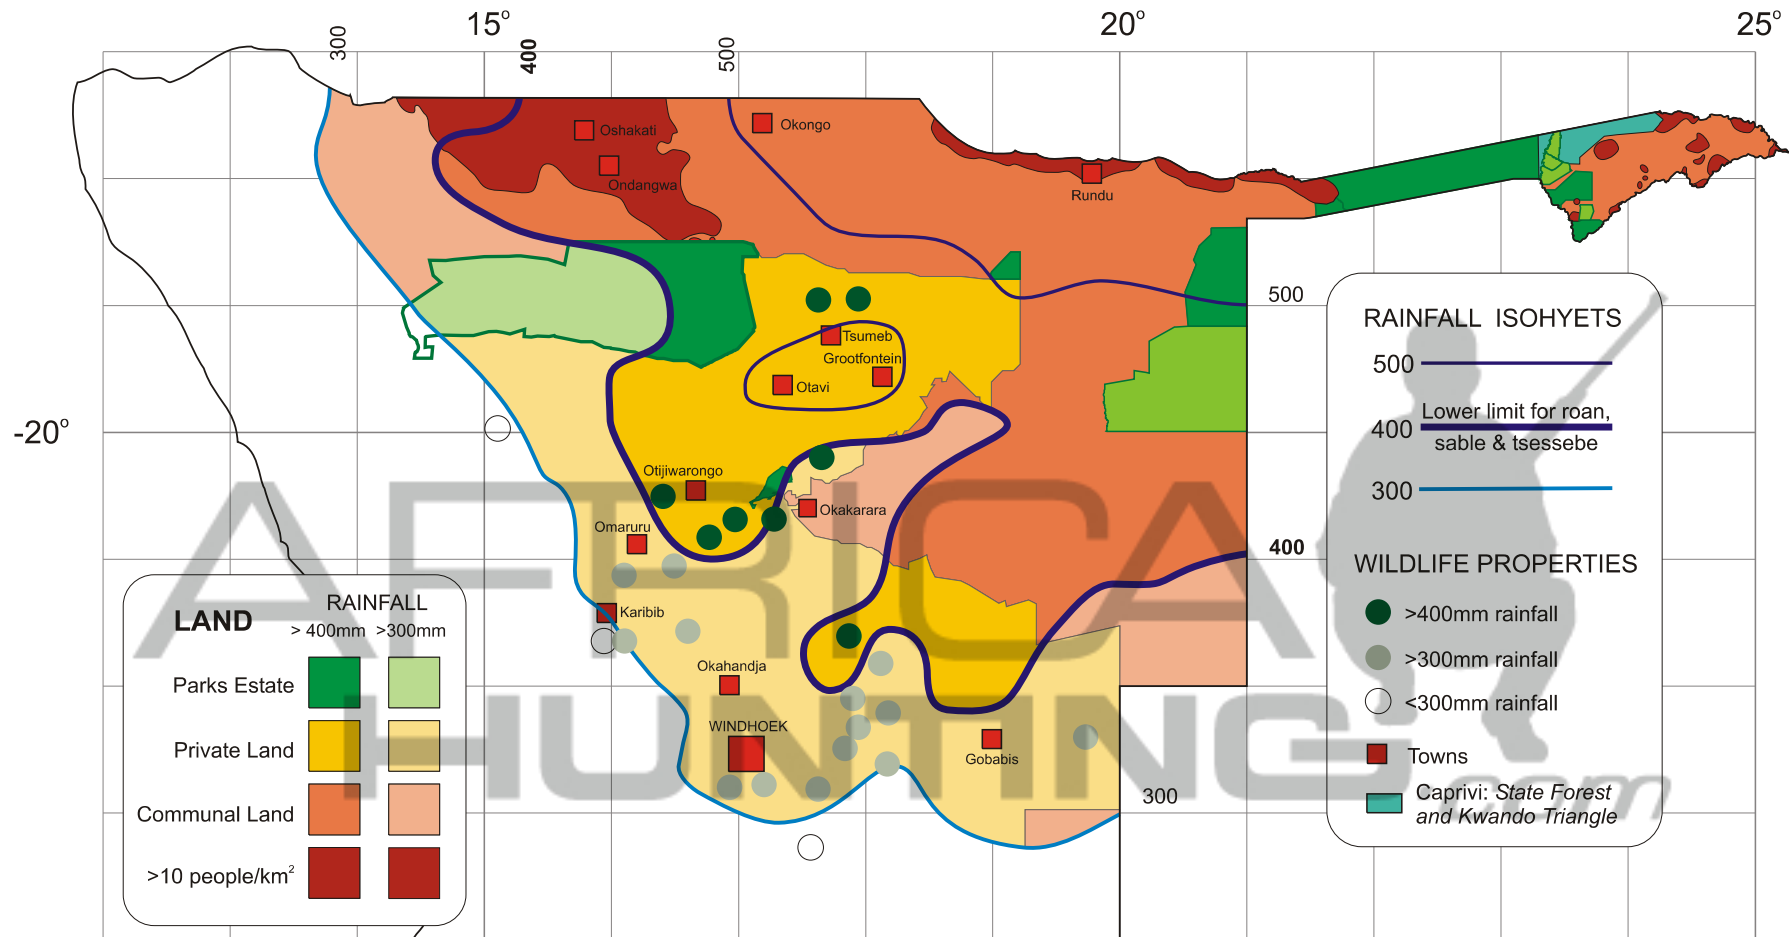 15°
20°
25°
300
400
500
Oshakati
Okongo
Ondangwa
Rundu
500
Tsumeb
Grootfontein
Otavi
-20°
Otijiwarongo
Okakarara
Omaruru
400
Karibib
Okahandja
WINDHOEK
Gobabis
300
RAINFALL ISOHYETS
500
Lower limit for roan,
400
sable & tsessebe
300
WILDLIFE PROPERTIES
>400mm rainfall
>300mm rainfall
<300mm rainfall
Towns
Caprivi: State Forest
and Kwando Triangle
LAND
RAINFALL
> 400mm >300mm
Parks Estate
Private Land
Communal Land
>10 people/km²
AFRICA
HUNTING
.com